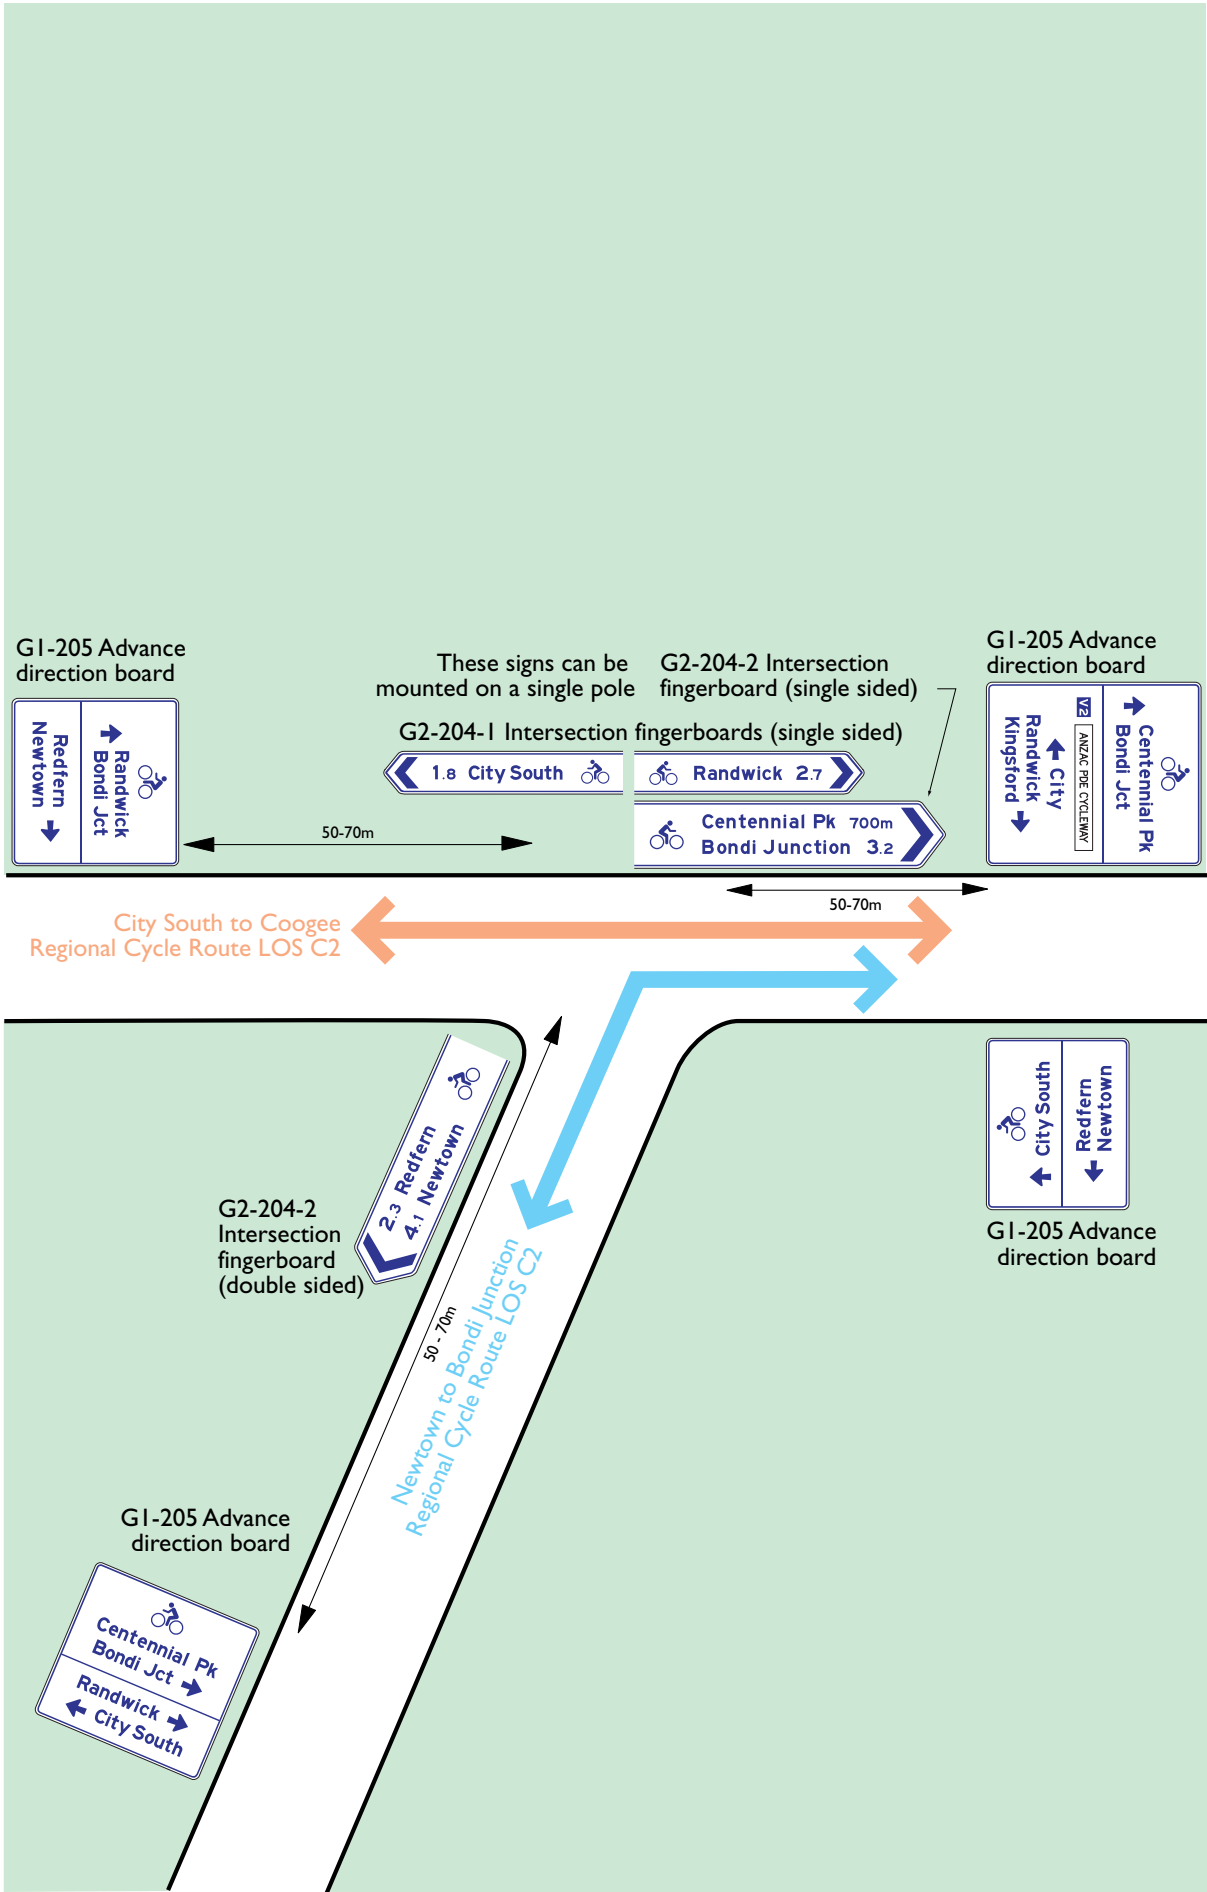 G1-205 Advance
direction board
Redfern
Newtown
Randwick
Bondi Jct
50-70m
These signs can be
mounted on a single pole
G2-204-2 Intersection
fingerboard (single sided)
G2-204-1 Intersection fingerboards (single sided)
1.8 City South
Randwick 2.7
Centennial Pk 700m
Bondi Junction 3.2
G1-205 Advance
direction board
Centennial Pk
Bondi Jct
V2
ANZAC PDE CYCLEWAY
City
Randwick
Kingsford
50-70m
City South to Coogee
Regional Cycle Route LOS C2
2.3 Redfern
4.1 Newtown
G2-204-2
Intersection
fingerboard
(double sided)
50 - 70m
Newtown to Bondi Junction
Regional Cycle Route LOS C2
City South
Redfern
Newtown
G1-205 Advance
direction board
G1-205 Advance
direction board
Centennial Pk
Bondi Jct
Randwick
City South